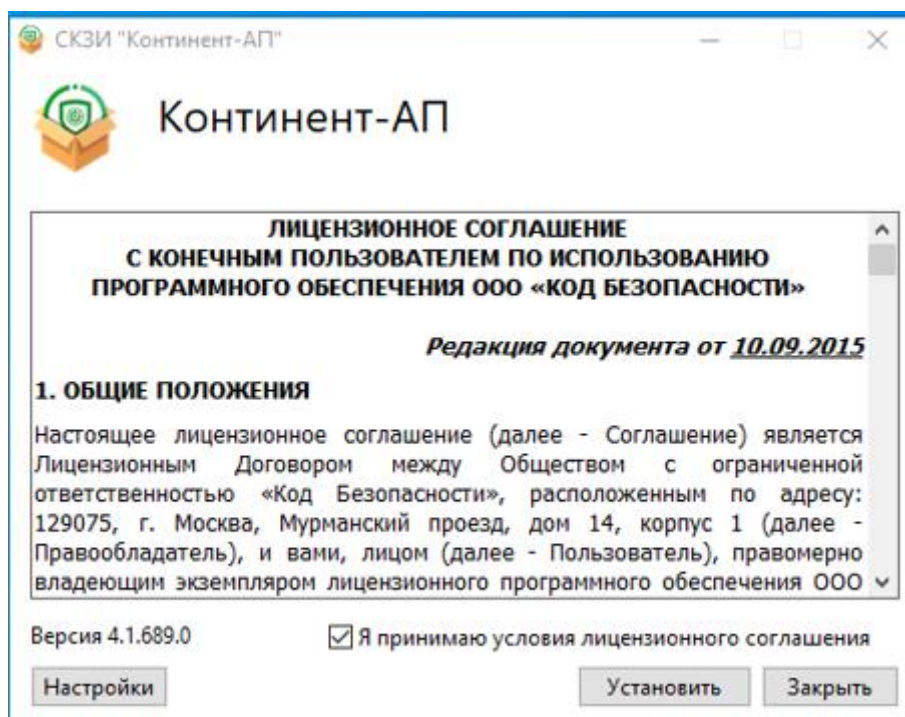 СКЗИ "Континент-АП"
Континент-АП
ЛИЦЕНЗИОННОЕ СОГЛАШЕНИЕ
С КОНЕЧНЫМ ПОЛЬЗОВАТЕЛЕМ ПО ИСПОЛЬЗОВАНИЮ
ПРОГРАММНОГО ОБЕСПЕЧЕНИЯ ООО «КОД БЕЗОПАСНОСТИ»
Редакция документа от 10.09.2015
1. ОБЩИЕ ПОЛОЖЕНИЯ
Настоящее лицензионное соглашение (далее - Соглашение) является
Лицензионным Договором между Обществом с ограниченной
ответственностью «Код Безопасности», расположенным по адресу:
129075, г. Москва, Мурманский проезд, дом 14, корпус 1 (далее -
Правообладатель), и вами, лицом (далее - Пользователь), правомерно
владеющим экземпляром лицензионного программного обеспечения ООО
Версия 4.1.689.0
Я принимаю условия лицензионного соглашения
Настройки
Установить
Закрыть